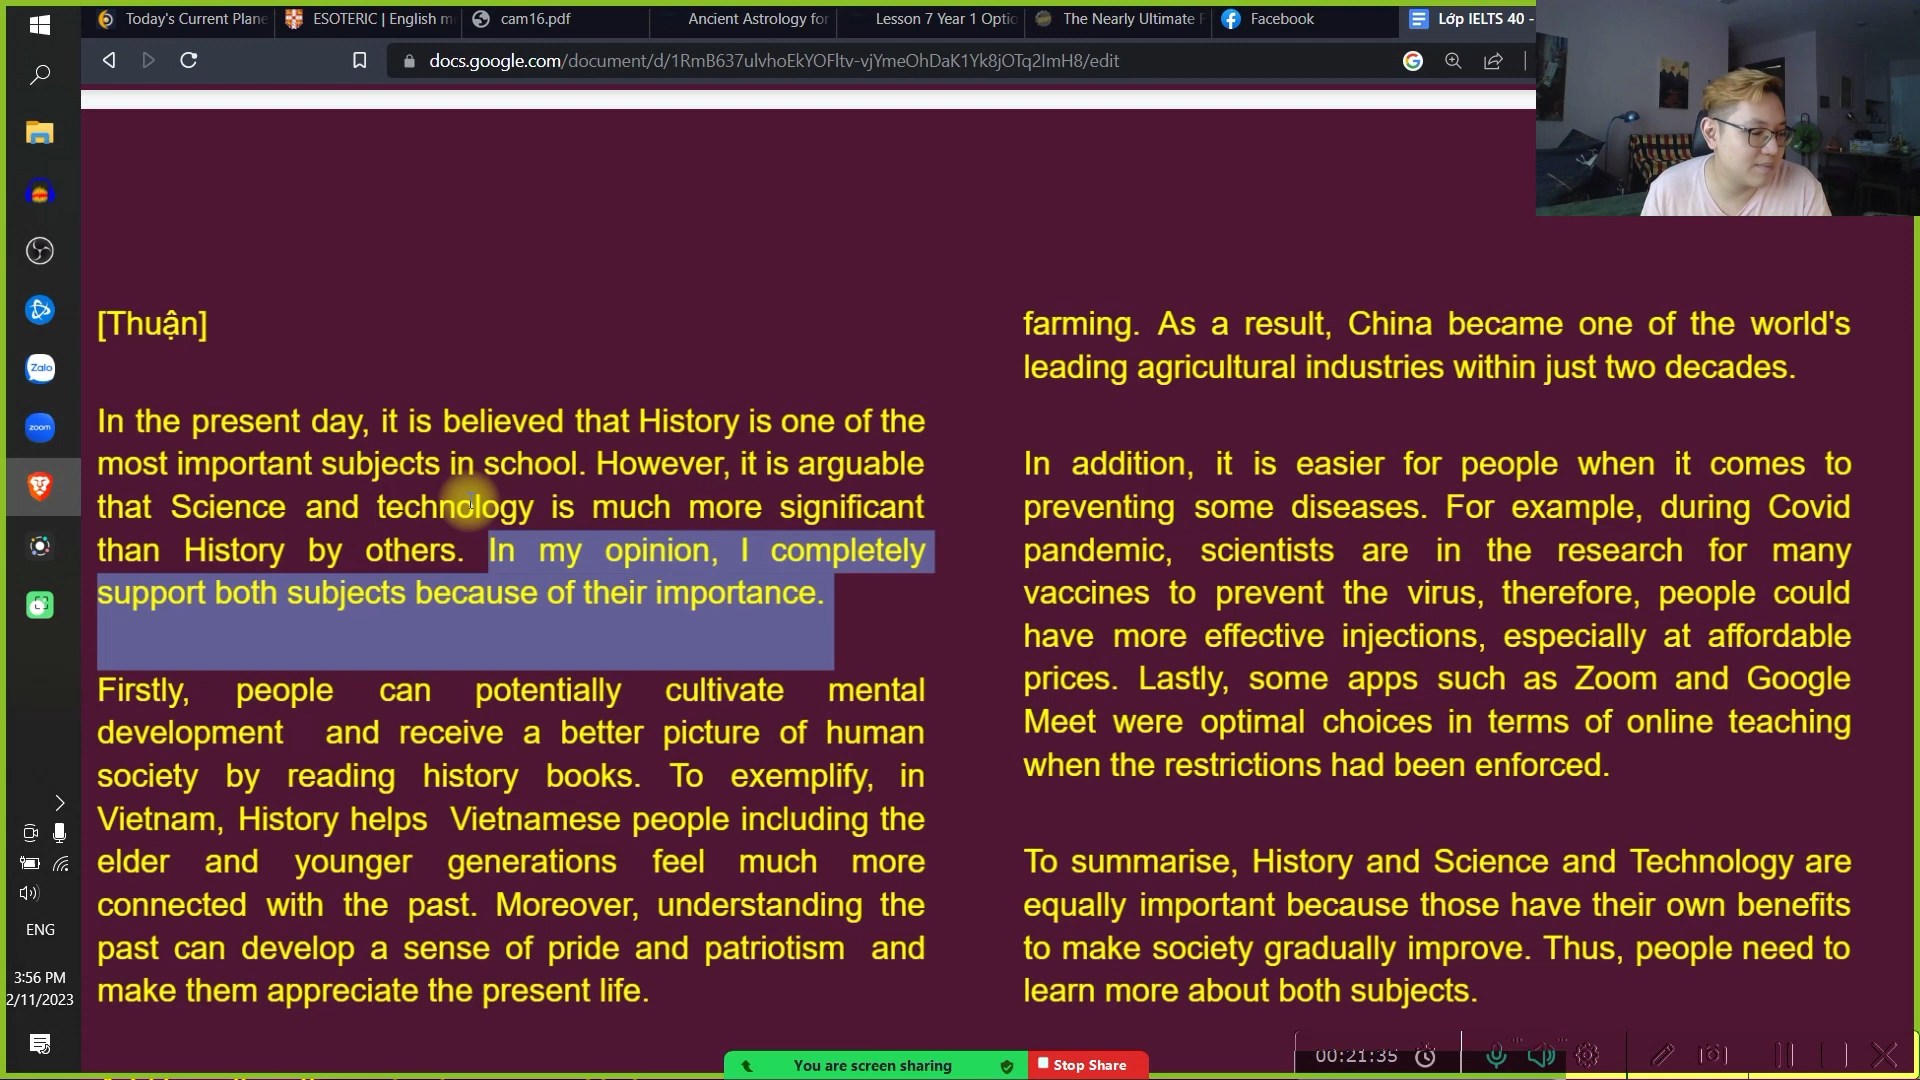 Today's Current Plane
ESOTERIC | English m
cam16.pdf
Ancient Astrology for
Lesson 7 Year 1 Optio
The Nearly Ultimate F
Facebook
Lớp IELTS 40 -
docs.google.com/document/d/1RmB637ulvhoEkYOFltv-vjYmeOhDaK1Yk8jOTq2ImH8/edit
[Thuận]
In the present day, it is believed that History is one of the
most important subjects in school. However, it is arguable
that Science and technology is much more significant
than History by others. In my opinion, I completely
support both subjects because of their importance.
Firstly, people can potentially cultivate mental
development and receive a better picture of human
society by reading history books. To exemplify, in
Vietnam, History helps Vietnamese people including the
elder and younger generations feel much more
connected with the past. Moreover, understanding the
past can develop a sense of pride and patriotism and
make them appreciate the present life.
farming. As a result, China became one of the world's
leading agricultural industries within just two decades.
In addition, it is easier for people when it comes to
preventing some diseases. For example, during Covid
pandemic, scientists are in the research for many
vaccines to prevent the virus, therefore, people could
have more effective injections, especially at affordable
prices. Lastly, some apps such as Zoom and Google
Meet were optimal choices in terms of online teaching
when the restrictions had been enforced.
To summarise, History and Science and Technology are
equally important because those have their own benefits
to make society gradually improve. Thus, people need to
learn more about both subjects.
Zalo
zoom
ENG
3:56 PM
2/11/2023
You are screen sharing
Stop Share
00:21:35